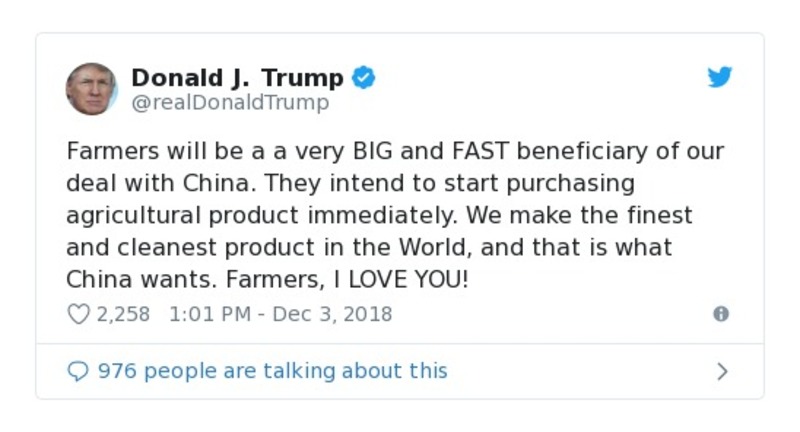 Donald J. Trump
@realDonaldTrump
Farmers will be a a very BIG and FAST beneficiary of our
deal with China. They intend to start purchasing
agricultural product immediately. We make the finest
and cleanest product in the World, and that is what
China wants. Farmers, I LOVE YOU!
2,258 1:01 PM - Dec 3, 2018
976 people are talking about this